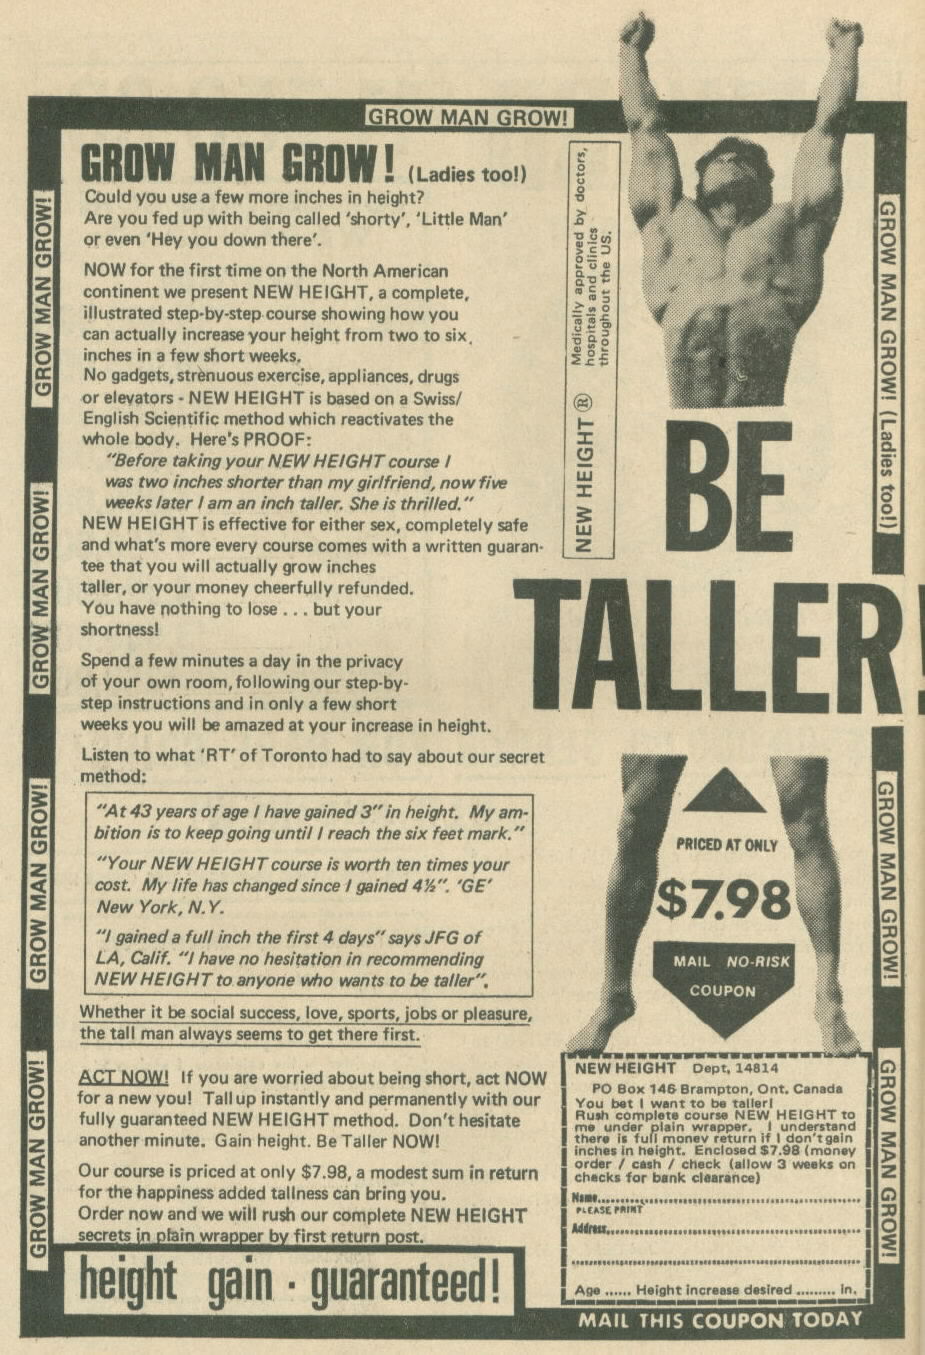 GROW MAN GROW!
GROW MAN GROW! (Ladies too!)
Could you use a few more inches in height?
Are you fed up with being called 'shorty', 'Little Man'
or even 'Hey you down there'.
NOW for the first time on the North American
continent we present NEW HEIGHT, a complete,
illustrated step-by-step course showing how you
can actually increase your height from two to six
inches in a few short weeks.
No gadgets, strenuous exercise, appliances, drugs
or elevators - NEW HEIGHT is based on a Swiss/
English Scientific method which reactivates the
whole body. Here's PROOF:
"Before taking your NEW HEIGHT course I
was two inches shorter than my girlfriend, now five
weeks later I am an inch taller. She is thrilled."
NEW HEIGHT is effective for either sex, completely safe
and what's more every course comes with a written guaran-
tee that you will actually grow inches
taller, or your money cheerfully refunded.
You have nothing to lose . . . but your
shortness!
Spend a few minutes a day in the privacy
of your own room, following our step-by-
step instructions and in only a few short
weeks you will be amazed at your increase in height.
Listen to what 'RT' of Toronto had to say about our secret
method:
"At 43 years of age I have gained 3" in height. My am-
bition is to keep going until I reach the six feet mark."
"Your NEW HEIGHT course is worth ten times your
cost. My life has changed since I gained 4½". 'GE'
New York, N.Y.
"I gained a full inch the first 4 days" says JFG of
LA, Calif. "I have no hesitation in recommending
NEW HEIGHT to anyone who wants to be taller".
Whether it be social success, love, sports, jobs or pleasure,
the tall man always seems to get there first.
ACT NOW! If you are worried about being short, act NOW
for a new you! Tall up instantly and permanently with our
fully guaranteed NEW HEIGHT method. Don't hesitate
another minute. Gain height. Be Taller NOW!
Our course is priced at only $7.98, a modest sum in return
for the happiness added tallness can bring you.
Order now and we will rush our complete NEW HEIGHT
secrets in plain wrapper by first return post.
height gain · guaranteed!
GROW MAN GROW!
GROW MAN GROW!
GROW MAN GROW!
GROW MAN GROW!
NEW HEIGHT ®
Medically approved by doctors,
hospitals and clinics
throughout the US.
BE
TALLER!
PRICED AT ONLY
$7.98
MAIL NO-RISK
COUPON
NEW HEIGHT Dept, 14814
PO Box 146 Brampton, Ont. Canada
You bet I want to be taller!
Rush complete course NEW HEIGHT to
me under plain wrapper. I understand
there is full money return if I don't gain
inches in height. Enclosed $7.98 (money
order / cash / check (allow 3 weeks on
checks for bank clearance)
Name
PLEASE PRINT
Address
Age ...... Height increase desired ......... in.
MAIL THIS COUPON TODAY
GROW MAN GROW! (Ladies too!)
GROW MAN GROW!
GROW MAN GROW!